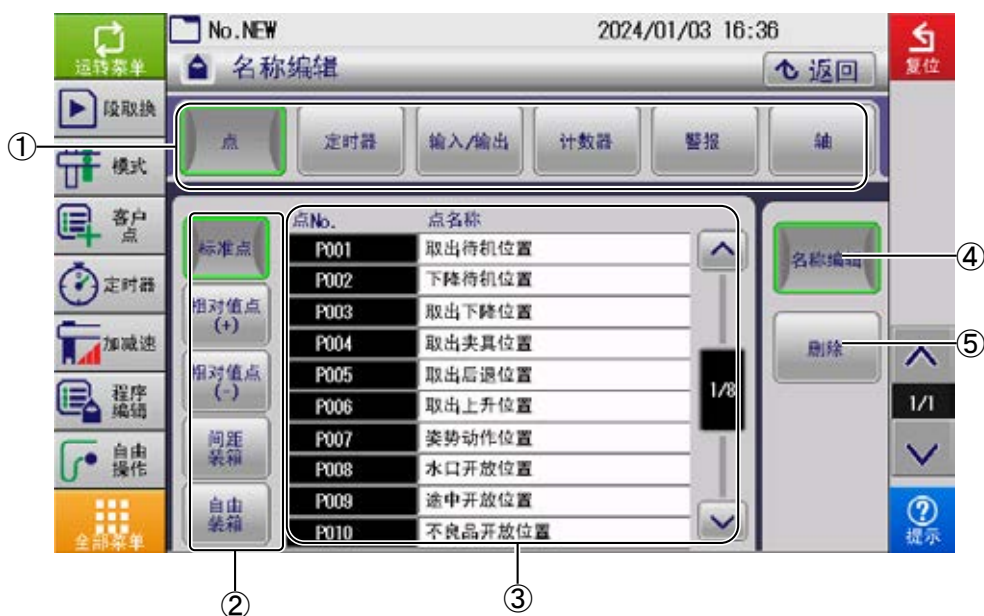 No.NEW 2024/01/03 16:36
运转菜单
名称编辑
返回
复位
段取换
模式
客户
点
定时器
加减速
程序
编辑
自由
操作
全部菜单
①
点 定时器 输入/输出 计数器 警报 轴
标准点
相对值点
(+)
相对值点
(-)
间距
装箱
自由
装箱
②
点No. 点名称
P001 取出待机位置
P002 下降待机位置
P003 取出下降位置
P004 取出夹具位置
P005 取出后退位置
P006 取出上升位置
P007 姿势动作位置
P008 水口开放位置
P009 途中开放位置
P010 不良品开放位置
1/8
③
名称编辑
④
删除
⑤
1/1
?
提示